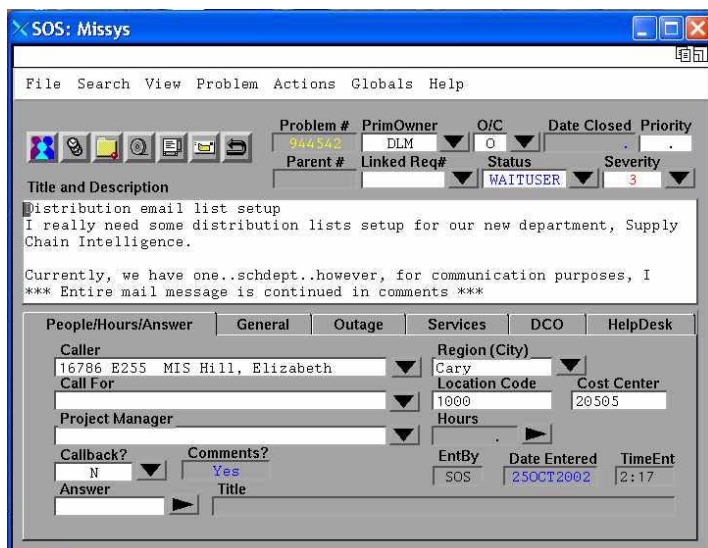 SOS: Missys
File Search View Problem Actions Globals Help
Problem # PrimOwner O/C Date Closed Priority
944542 DLM O . .
Parent # Linked Req# Status Severity
WAITUSER 3
Title and Description
Distribution email list setup
I really need some distribution lists setup for our new department, Supply
Chain Intelligence.
Currently, we have one..schdept..however, for communication purposes, I
*** Entire mail message is continued in comments ***
People/Hours/Answer General Outage Services DCO HelpDesk
Caller Region (City)
16786 E255 MIS Hill, Elizabeth Cary
Call For Location Code Cost Center
1000 20505
Project Manager Hours
.
Callback? Comments? EntBy Date Entered TimeEnt
N Yes SOS 25OCT2002 2:17
Answer Title